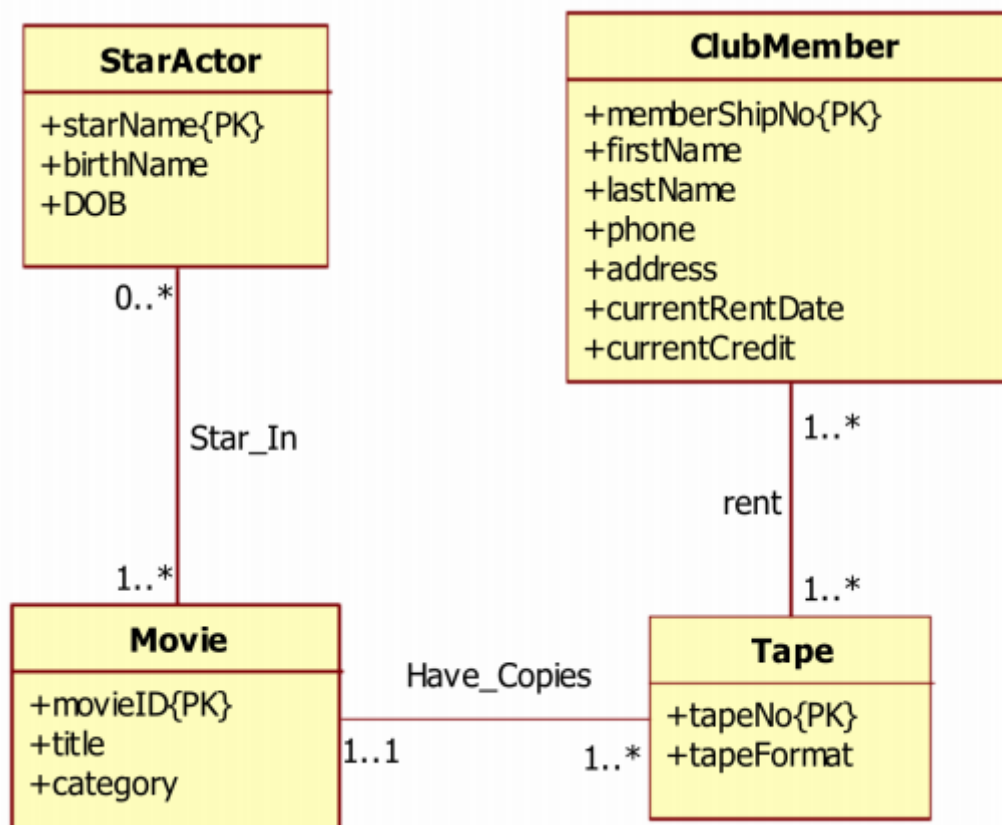 StarActor
+starName{PK}
+birthName
+DOB
ClubMember
+memberShipNo{PK}
+firstName
+lastName
+phone
+address
+currentRentDate
+currentCredit
0..*
Star_In
1..*
1..*
rent
1..*
Movie
+movieID{PK}
+title
+category
Have_Copies
1..1
1..*
Tape
+tapeNo{PK}
+tapeFormat